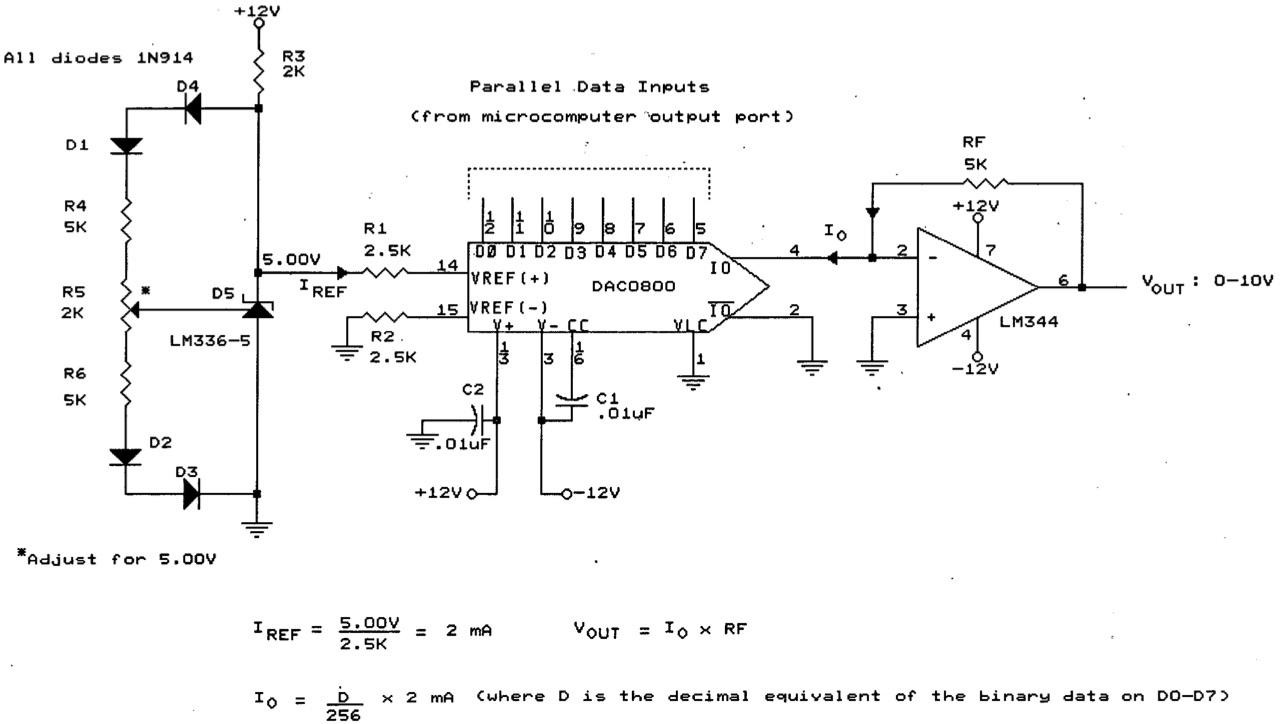 +12V
All diodes 1N914
R3
2K
D4
Parallel Data Inputs
(from microcomputer output port)
D1
R4
5K
R5
2K
*
R6
5K
D2
D3
5.00V
I REF
D5
LM336-5
*Adjust for 5.00V
R1
2.5K
R2
2.5K
12 11 10 9 8 7 6 5
D0 D1 D2 D3 D4 D5 D6 D7
14
VREF(+)
DAC0800
15
VREF(-)
V+ V- CC VLC
IO
IO
13 3 16 1
4
2
C2
.01uF
C1
.01uF
+12V
-12V
IO
RF
5K
+12V
7
2
-
3
+
6
4
LM344
-12V
VOUT: 0-10V
IREF = 5.00V / 2.5K = 2 mA
VOUT = IO × RF
IO = D / 256 × 2 mA (where D is the decimal equivalent of the binary data on D0-D7)